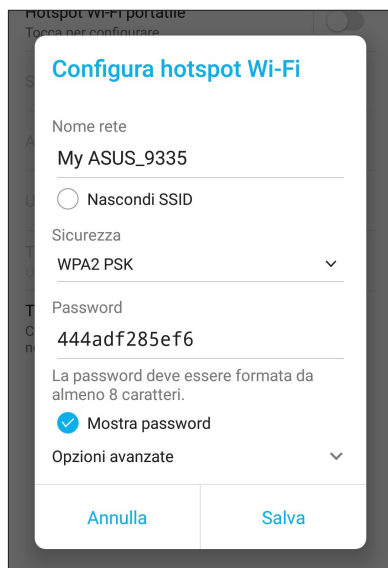 Hotspot Wi-Fi portatile
Tocca per configurare
Configura hotspot Wi-Fi
Nome rete
My ASUS_9335
Nascondi SSID
Sicurezza
WPA2 PSK
Password
444adf285ef6
La password deve essere formata da
almeno 8 caratteri.
Mostra password
Opzioni avanzate
Annulla Salva